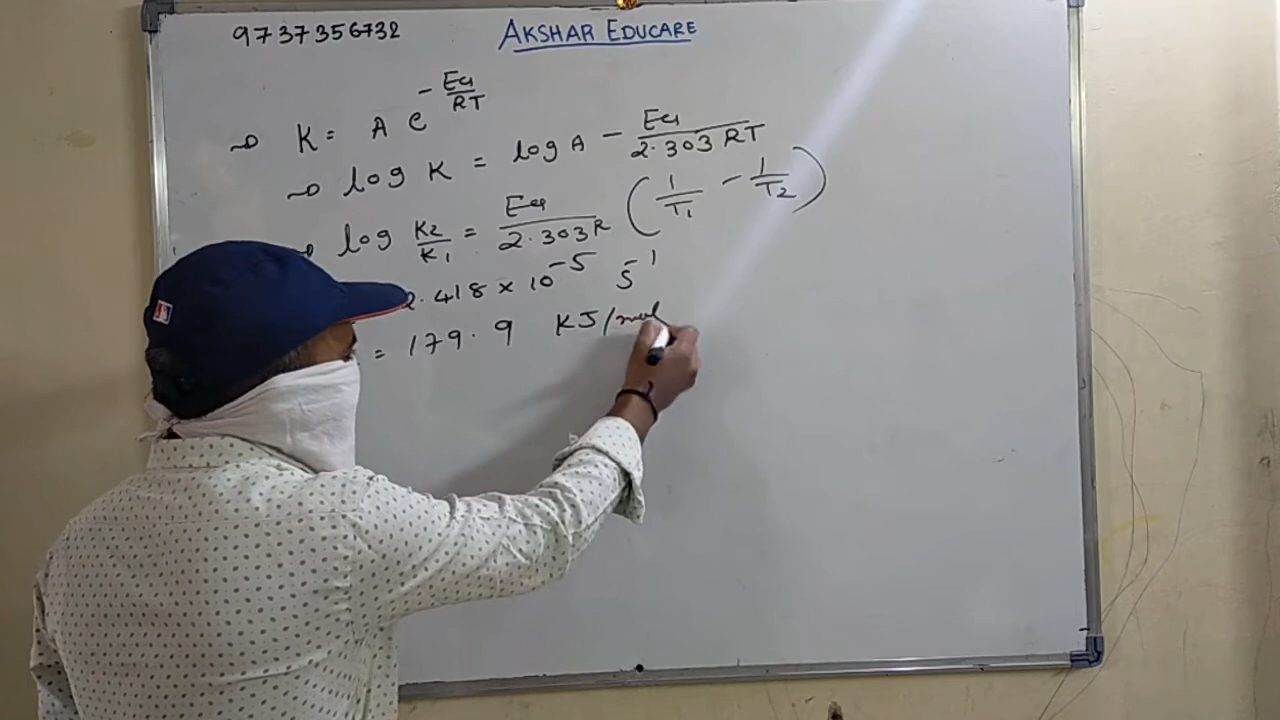 9737356732
AKSHAR EDUCARE
→ K = A e^-Ea/RT
→ log K = log A - Ea/2.303 RT
log K2/K1 = Ea/2.303R (1/T1 - 1/T2)
2.418 × 10^-5 S^-1
= 179.9 KJ/mol